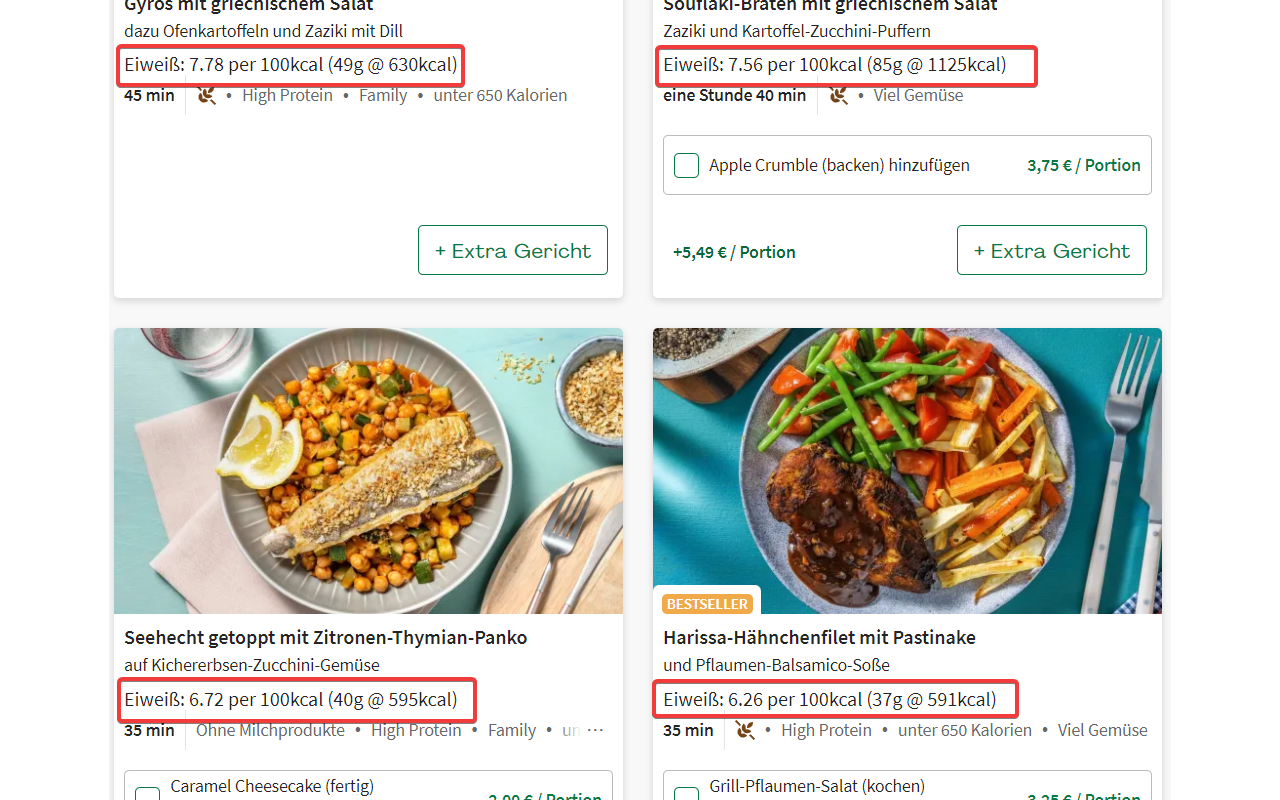 Gyros mit griechischem Salat
dazu Ofenkartoffeln und Zaziki mit Dill
Eiweiß: 7.78 per 100kcal (49g @ 630kcal)
45 min • High Protein • Family • unter 650 Kalorien
+ Extra Gericht
Souflaki-Braten mit griechischem Salat
Zaziki und Kartoffel-Zucchini-Puffern
Eiweiß: 7.56 per 100kcal (85g @ 1125kcal)
eine Stunde 40 min • Viel Gemüse
Apple Crumble (backen) hinzufügen 3,75 € / Portion
+5,49 € / Portion + Extra Gericht
Seehecht getoppt mit Zitronen-Thymian-Panko
auf Kichererbsen-Zucchini-Gemüse
Eiweiß: 6.72 per 100kcal (40g @ 595kcal)
35 min Ohne Milchprodukte • High Protein • Family • un ···
Caramel Cheesecake (fertig)
2,00 € / Portion
BESTSELLER
Harissa-Hähnchenfilet mit Pastinake
und Pflaumen-Balsamico-Soße
Eiweiß: 6.26 per 100kcal (37g @ 591kcal)
35 min • High Protein • unter 650 Kalorien • Viel Gemüse
Grill-Pflaumen-Salat (kochen)
3,25 € / Portion